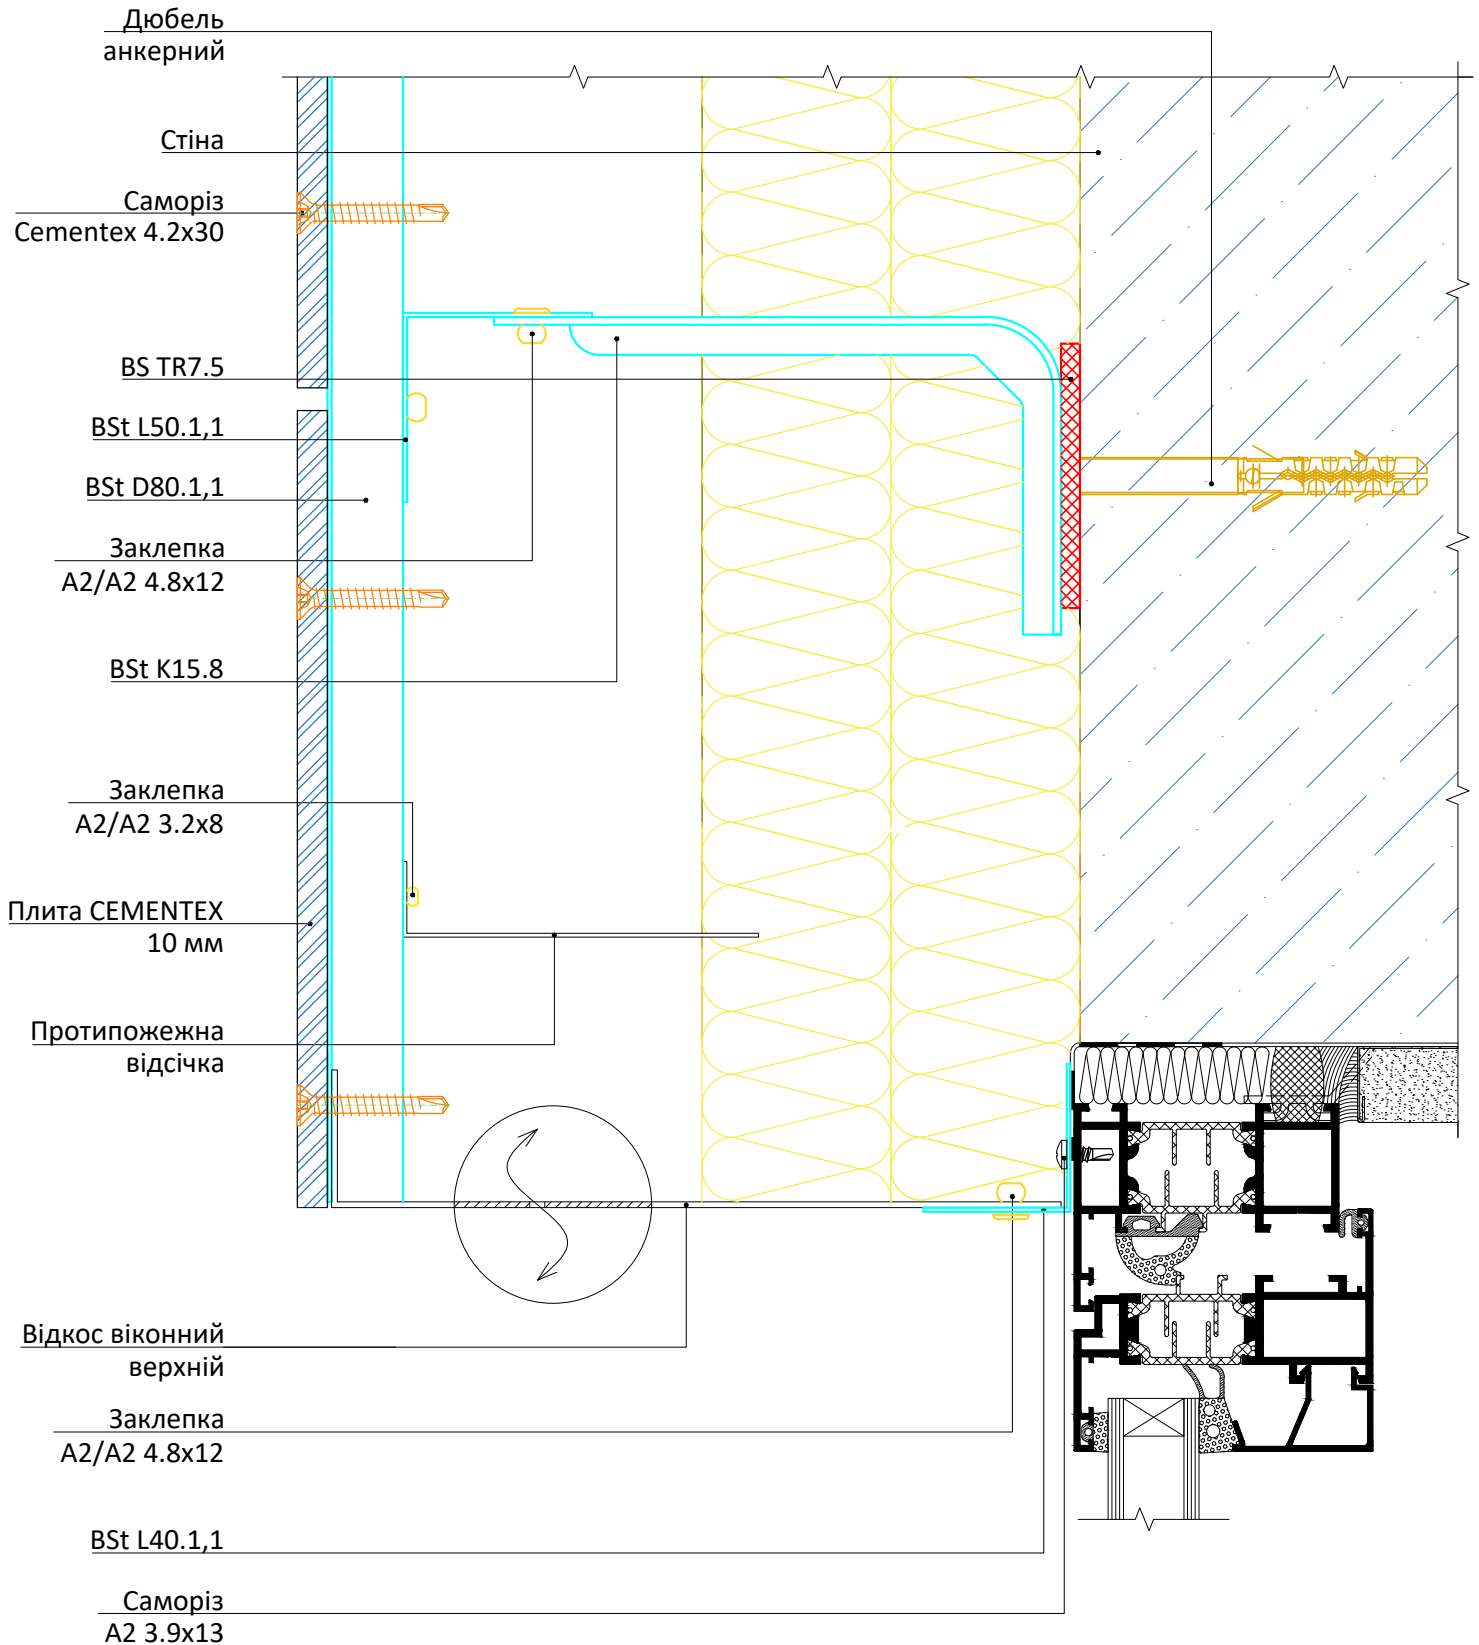 Дюбель
анкерний
Стіна
Саморіз
Cementex 4.2x30
BS TR7.5
BSt L50.1,1
BSt D80.1,1
Заклепка
A2/A2 4.8x12
BSt K15.8
Заклепка
A2/A2 3.2x8
Плита CEMENTEX
10 мм
Протипожежна
відсічка
Відкос віконний
верхній
Заклепка
A2/A2 4.8x12
BSt L40.1,1
Саморіз
A2 3.9x13